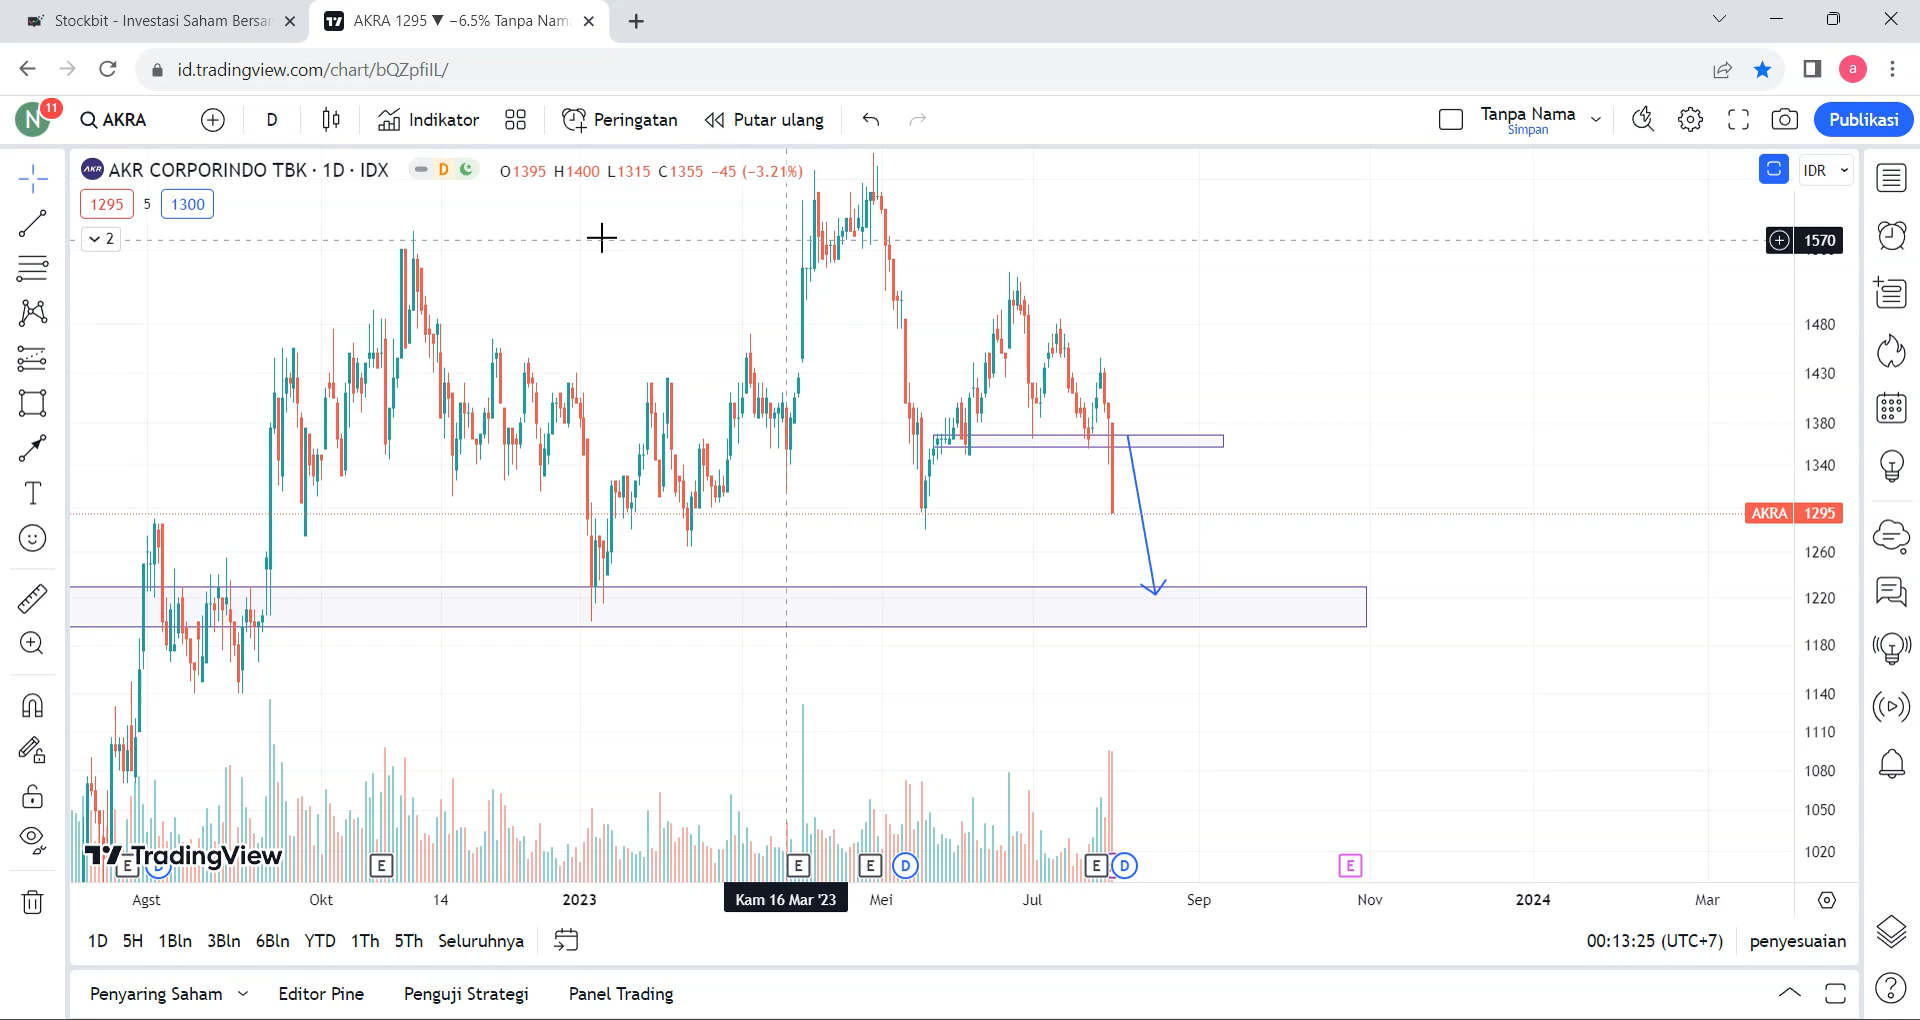 Stockbit - Investasi Saham Bersar
AKRA 1295 ▼ −6.5% Tanpa Nam
id.tradingview.com/chart/bQZpfilL/
a
N
11
AKRA
D
Indikator
Peringatan
Putar ulang
Tanpa Nama
Simpan
Publikasi
AKR
AKR CORPORINDO TBK · 1D · IDX
D
O1395 H1400 L1315 C1355 −45 (−3.21%)
IDR
1295
5
1300
2
1570
1480
1430
1380
1340
AKRA 1295
1260
1220
1180
1140
1110
1080
1050
1020
TradingView
E
D
E
E
E
D
E
D
E
Agst
Okt
14
2023
Kam 16 Mar '23
Mei
Jul
Sep
Nov
2024
Mar
1D 5H 1Bln 3Bln 6Bln YTD 1Th 5Th Seluruhnya
00:13:25 (UTC+7)
penyesuaian
Penyaring Saham
Editor Pine
Penguji Strategi
Panel Trading